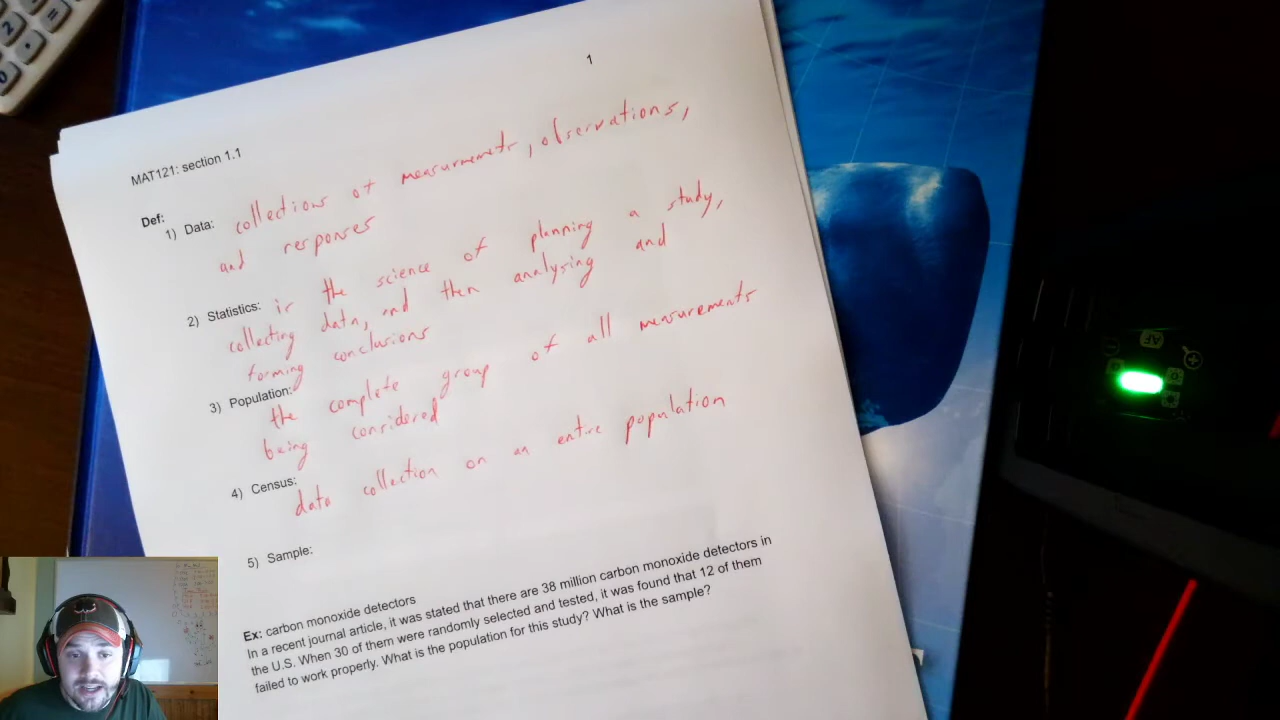 1
MAT121: section 1.1
Def:
1) Data: collections of measurmemetr, observations,
and responses
2) Statistics: is the science of planning a study,
collecting data, and then analysing and
forming conclusions
3) Population:
the complete group of all measurements
being considered
4) Census:
data collection on an entire population
5) Sample:
Ex: carbon monoxide detectors
In a recent journal article, it was stated that there are 38 million carbon monoxide detectors in
the U.S. When 30 of them were randomly selected and tested, it was found that 12 of them
failed to work properly. What is the population for this study? What is the sample?
2
0
AF